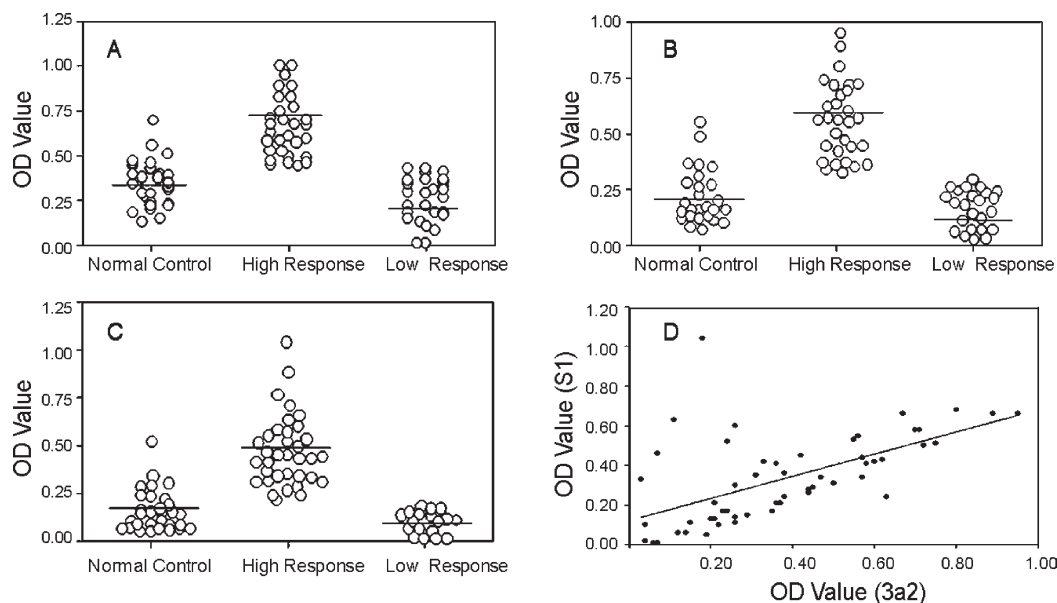 A
OD Value
1.25
1.00
0.75
0.50
0.25
0.00
Normal Control High Response Low Response
B
OD Value
1.00
0.75
0.50
0.25
0.00
Normal Control High Response Low Response
C
OD Value
1.25
1.00
0.75
0.50
0.25
0.00
Normal Control High Response Low Response
D
OD Value (S1)
1.20
1.00
0.80
0.60
0.40
0.20
0.00
0.20 0.40 0.60 0.80 1.00
OD Value (3a2)